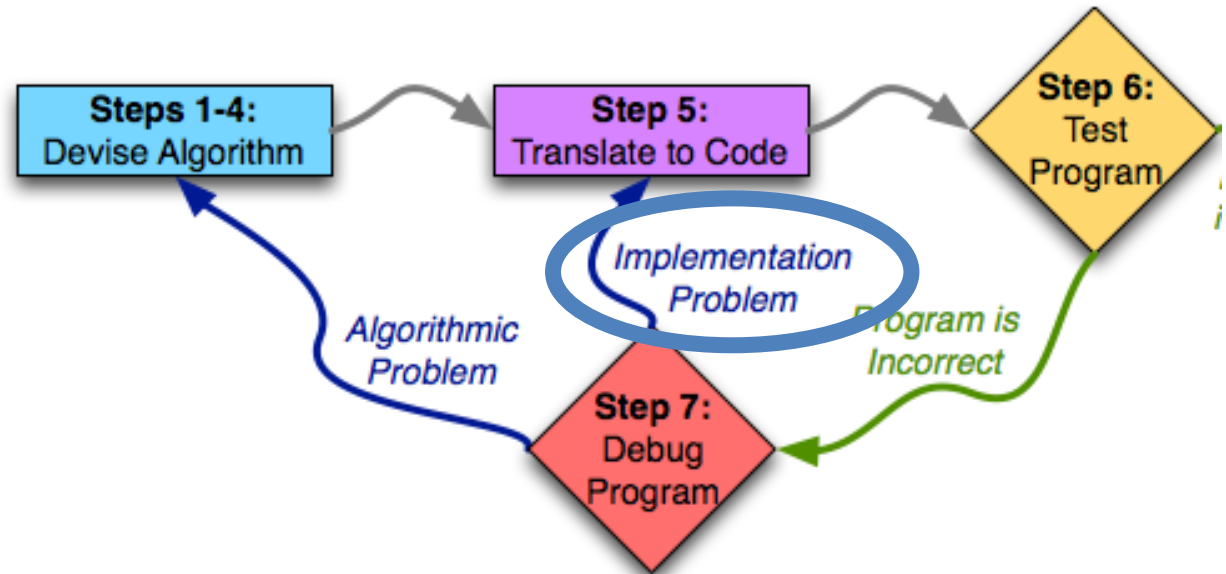 Steps 1-4:
Devise Algorithm
Step 5:
Translate to Code
Step 6:
Test
Program
Implementation
Problem
Algorithmic
Problem
Program is
Incorrect
Step 7:
Debug
Program